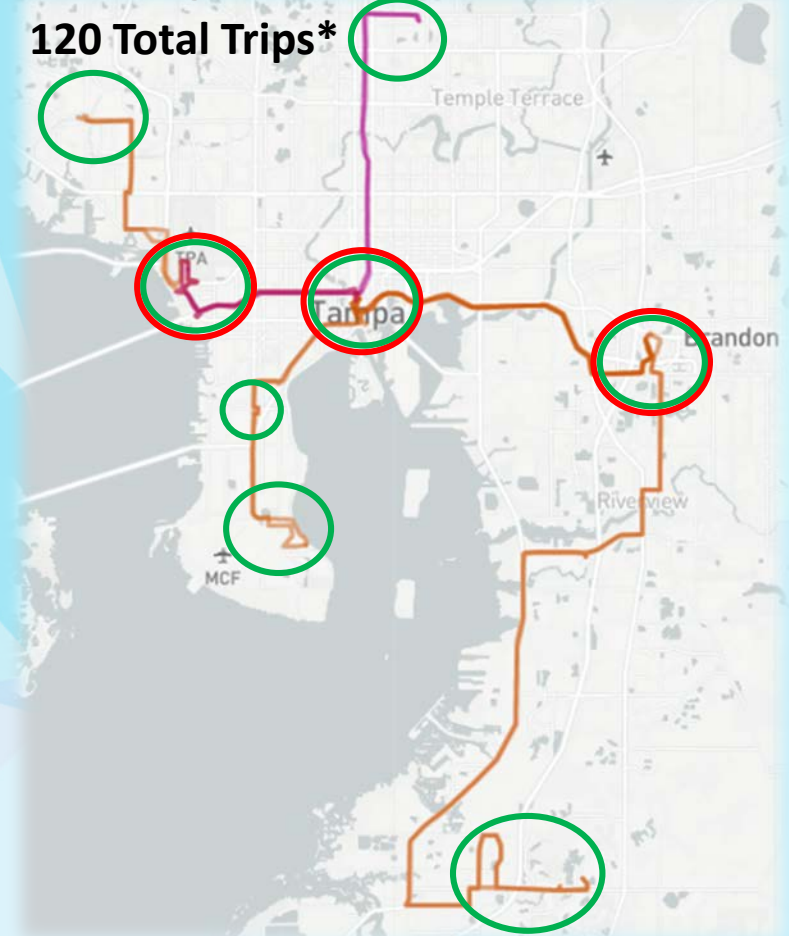 120 Total Trips*
Temple Terrace
TPA
Tampa
Brandon
Riverview
MCF